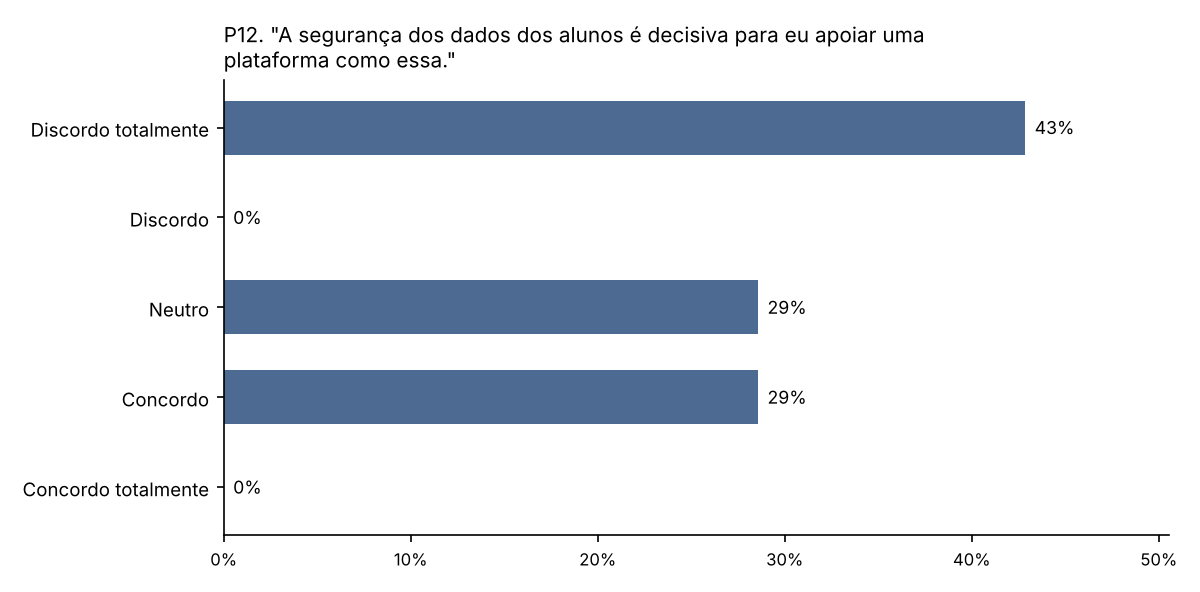 P12. "A segurança dos dados dos alunos é decisiva para eu apoiar uma
plataforma como essa."
Discordo totalmente 43%
Discordo 0%
Neutro 29%
Concordo 29%
Concordo totalmente 0%
0% 10% 20% 30% 40% 50%